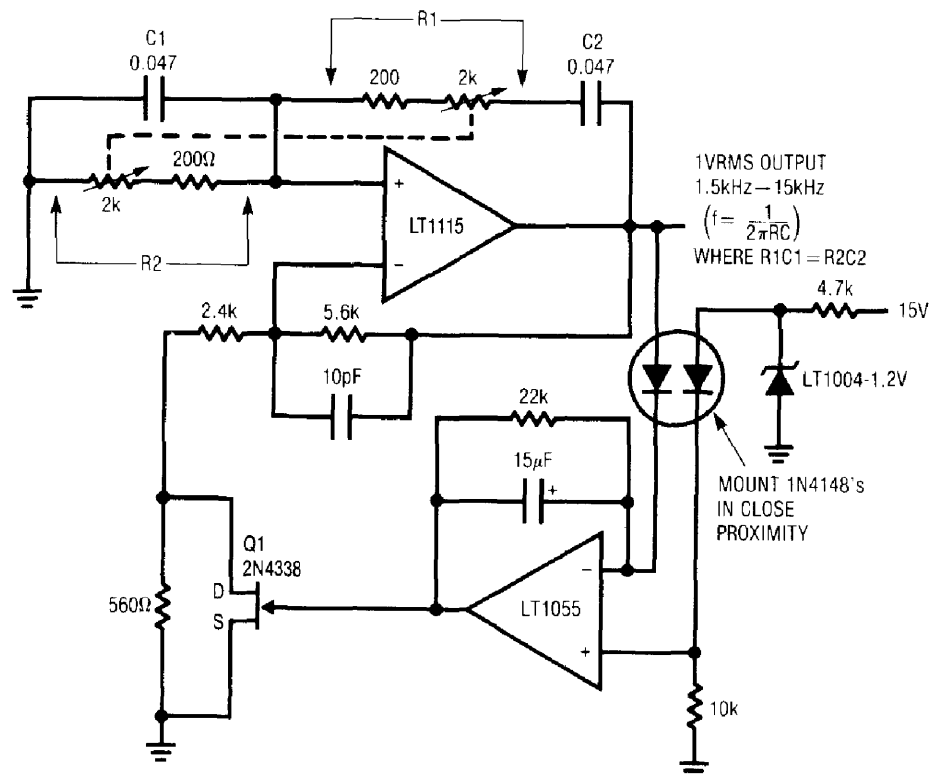 R1
C1
0.047
C2
0.047
200
2k
200Ω
2k
R2
+
LT1115
−
1VRMS OUTPUT
1.5kHz–15kHz
(f= 1/2πRC)
WHERE R1C1=R2C2
4.7k
15V
2.4k
5.6k
10pF
LT1004-1.2V
22k
15µF
+
MOUNT 1N4148's
IN CLOSE
PROXIMITY
Q1
2N4338
560Ω
D
S
−
LT1055
+
10k